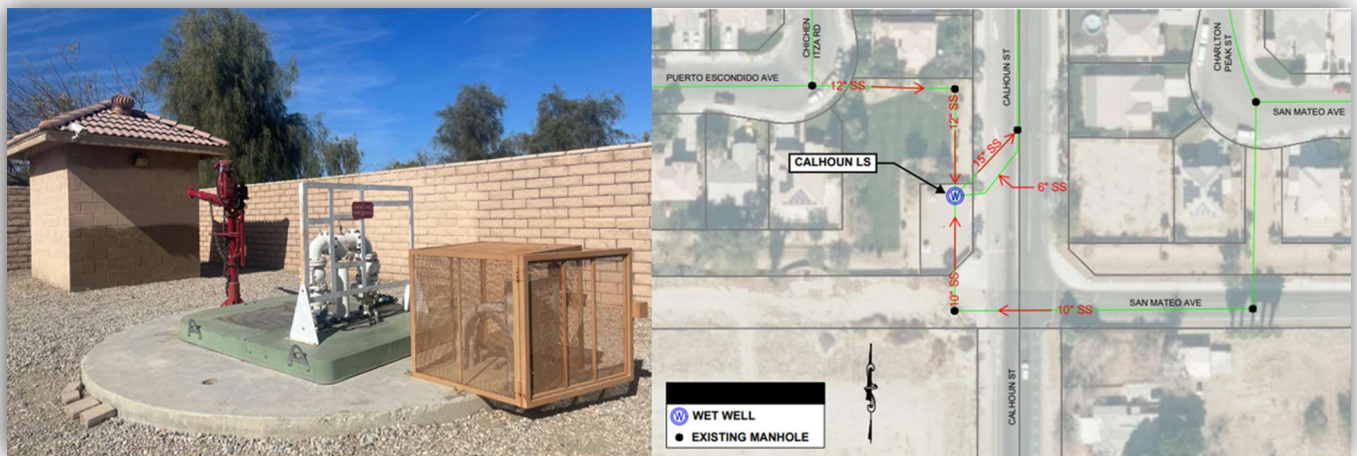 PUERTO ESCONDIDO AVE
CHICHEN
ITZA RD
12" SS
12" SS
CALHOUN ST
CHARLTON
PEAK ST
SAN MATEO AVE
CALHOUN LS
15" SS
6" SS
W
10" SS
10" SS
SAN MATEO AVE
CALHOUN ST
W WET WELL
EXISTING MANHOLE